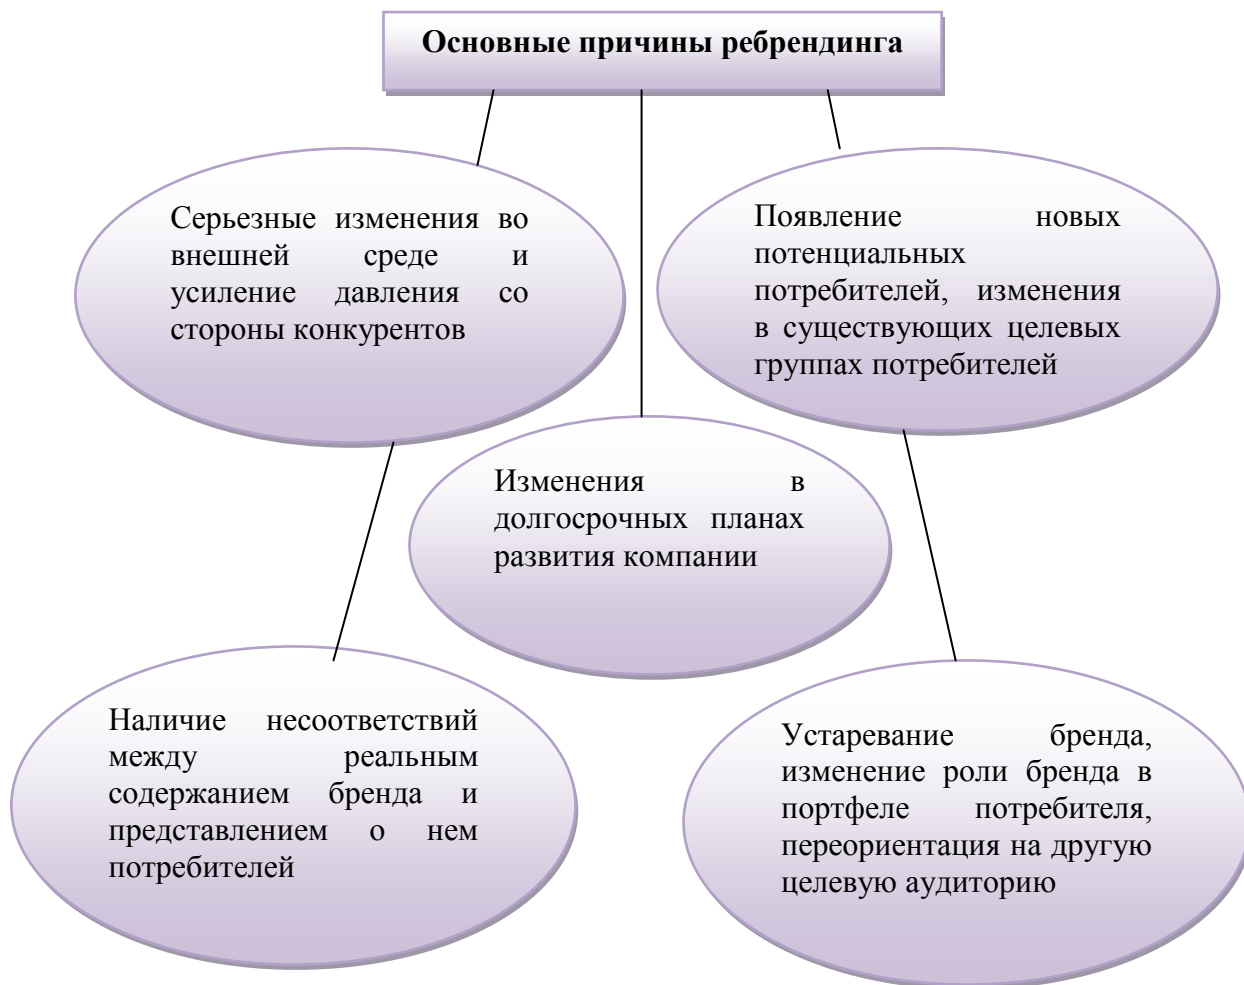 Основные причины ребрендинга
Серьезные изменения во
внешней среде и
усиление давления со
стороны конкурентов
Появление новых
потенциальных
потребителей, изменения
в существующих целевых
группах потребителей
Изменения в
долгосрочных планах
развития компании
Наличие несоответствий
между реальным
содержанием бренда и
представлением о нем
потребителей
Устаревание бренда,
изменение роли бренда в
портфеле потребителя,
переориентация на другую
целевую аудиторию